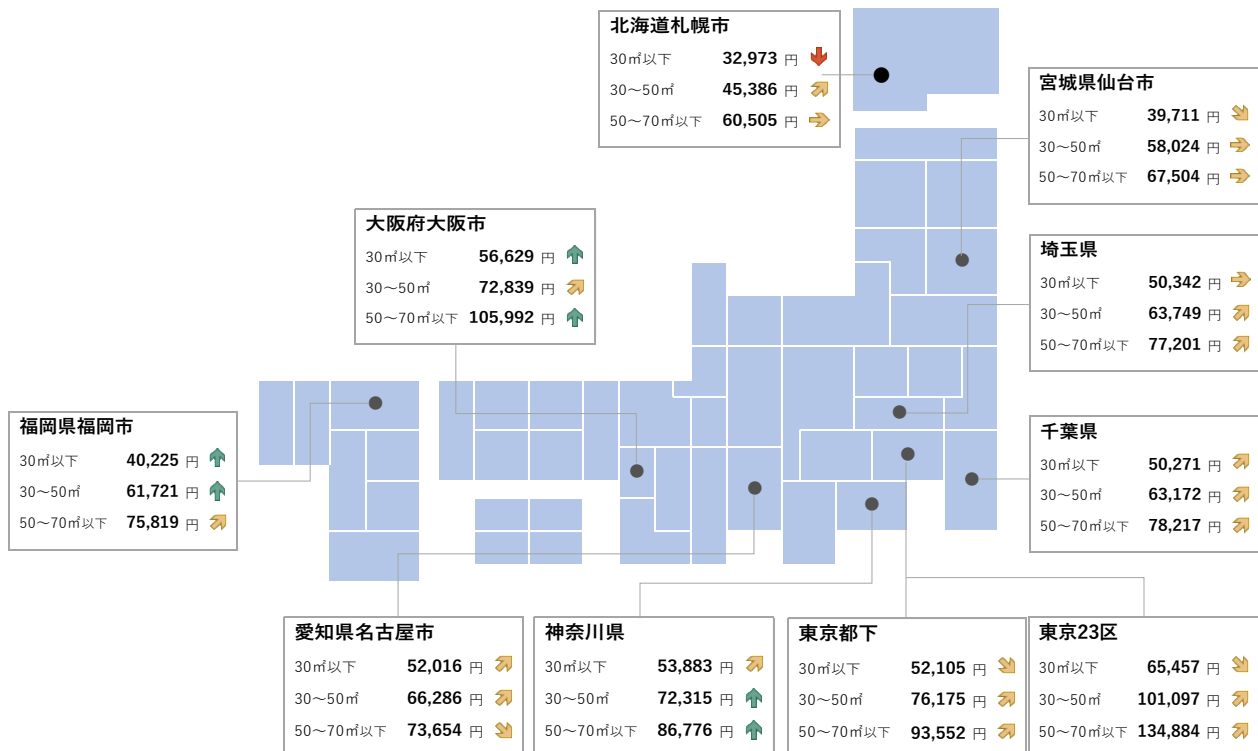 北海道札幌市
30㎡以下 32,973 円
30～50㎡ 45,386 円
50～70㎡以下 60,505 円
宮城県仙台市
30㎡以下 39,711 円
30～50㎡ 58,024 円
50～70㎡以下 67,504 円
大阪府大阪市
30㎡以下 56,629 円
30～50㎡ 72,839 円
50～70㎡以下 105,992 円
埼玉県
30㎡以下 50,342 円
30～50㎡ 63,749 円
50～70㎡以下 77,201 円
福岡県福岡市
30㎡以下 40,225 円
30～50㎡ 61,721 円
50～70㎡以下 75,819 円
千葉県
30㎡以下 50,271 円
30～50㎡ 63,172 円
50～70㎡以下 78,217 円
愛知県名古屋市
30㎡以下 52,016 円
30～50㎡ 66,286 円
50～70㎡以下 73,654 円
神奈川県
30㎡以下 53,883 円
30～50㎡ 72,315 円
50～70㎡以下 86,776 円
東京都下
30㎡以下 52,105 円
30～50㎡ 76,175 円
50～70㎡以下 93,552 円
東京23区
30㎡以下 65,457 円
30～50㎡ 101,097 円
50～70㎡以下 134,884 円